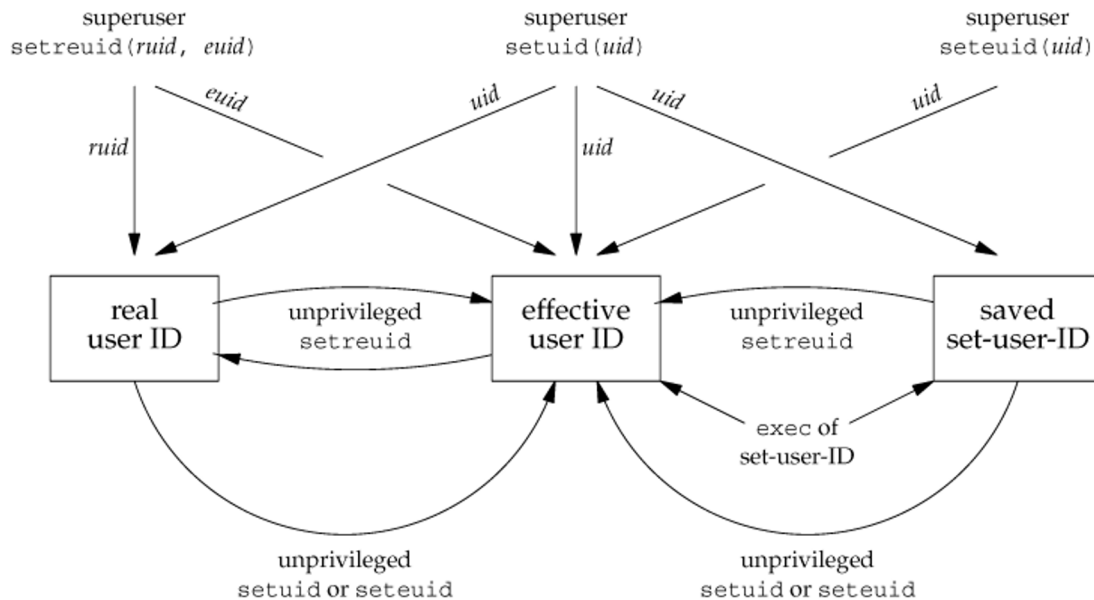 superuser
setreuid(ruid, euid)
superuser
setuid(uid)
superuser
seteuid(uid)
euid
uid
uid
uid
ruid
uid
real
user ID
unprivileged
setreuid
effective
user ID
unprivileged
setreuid
saved
set-user-ID
exec of
set-user-ID
unprivileged
setuid or seteuid
unprivileged
setuid or seteuid